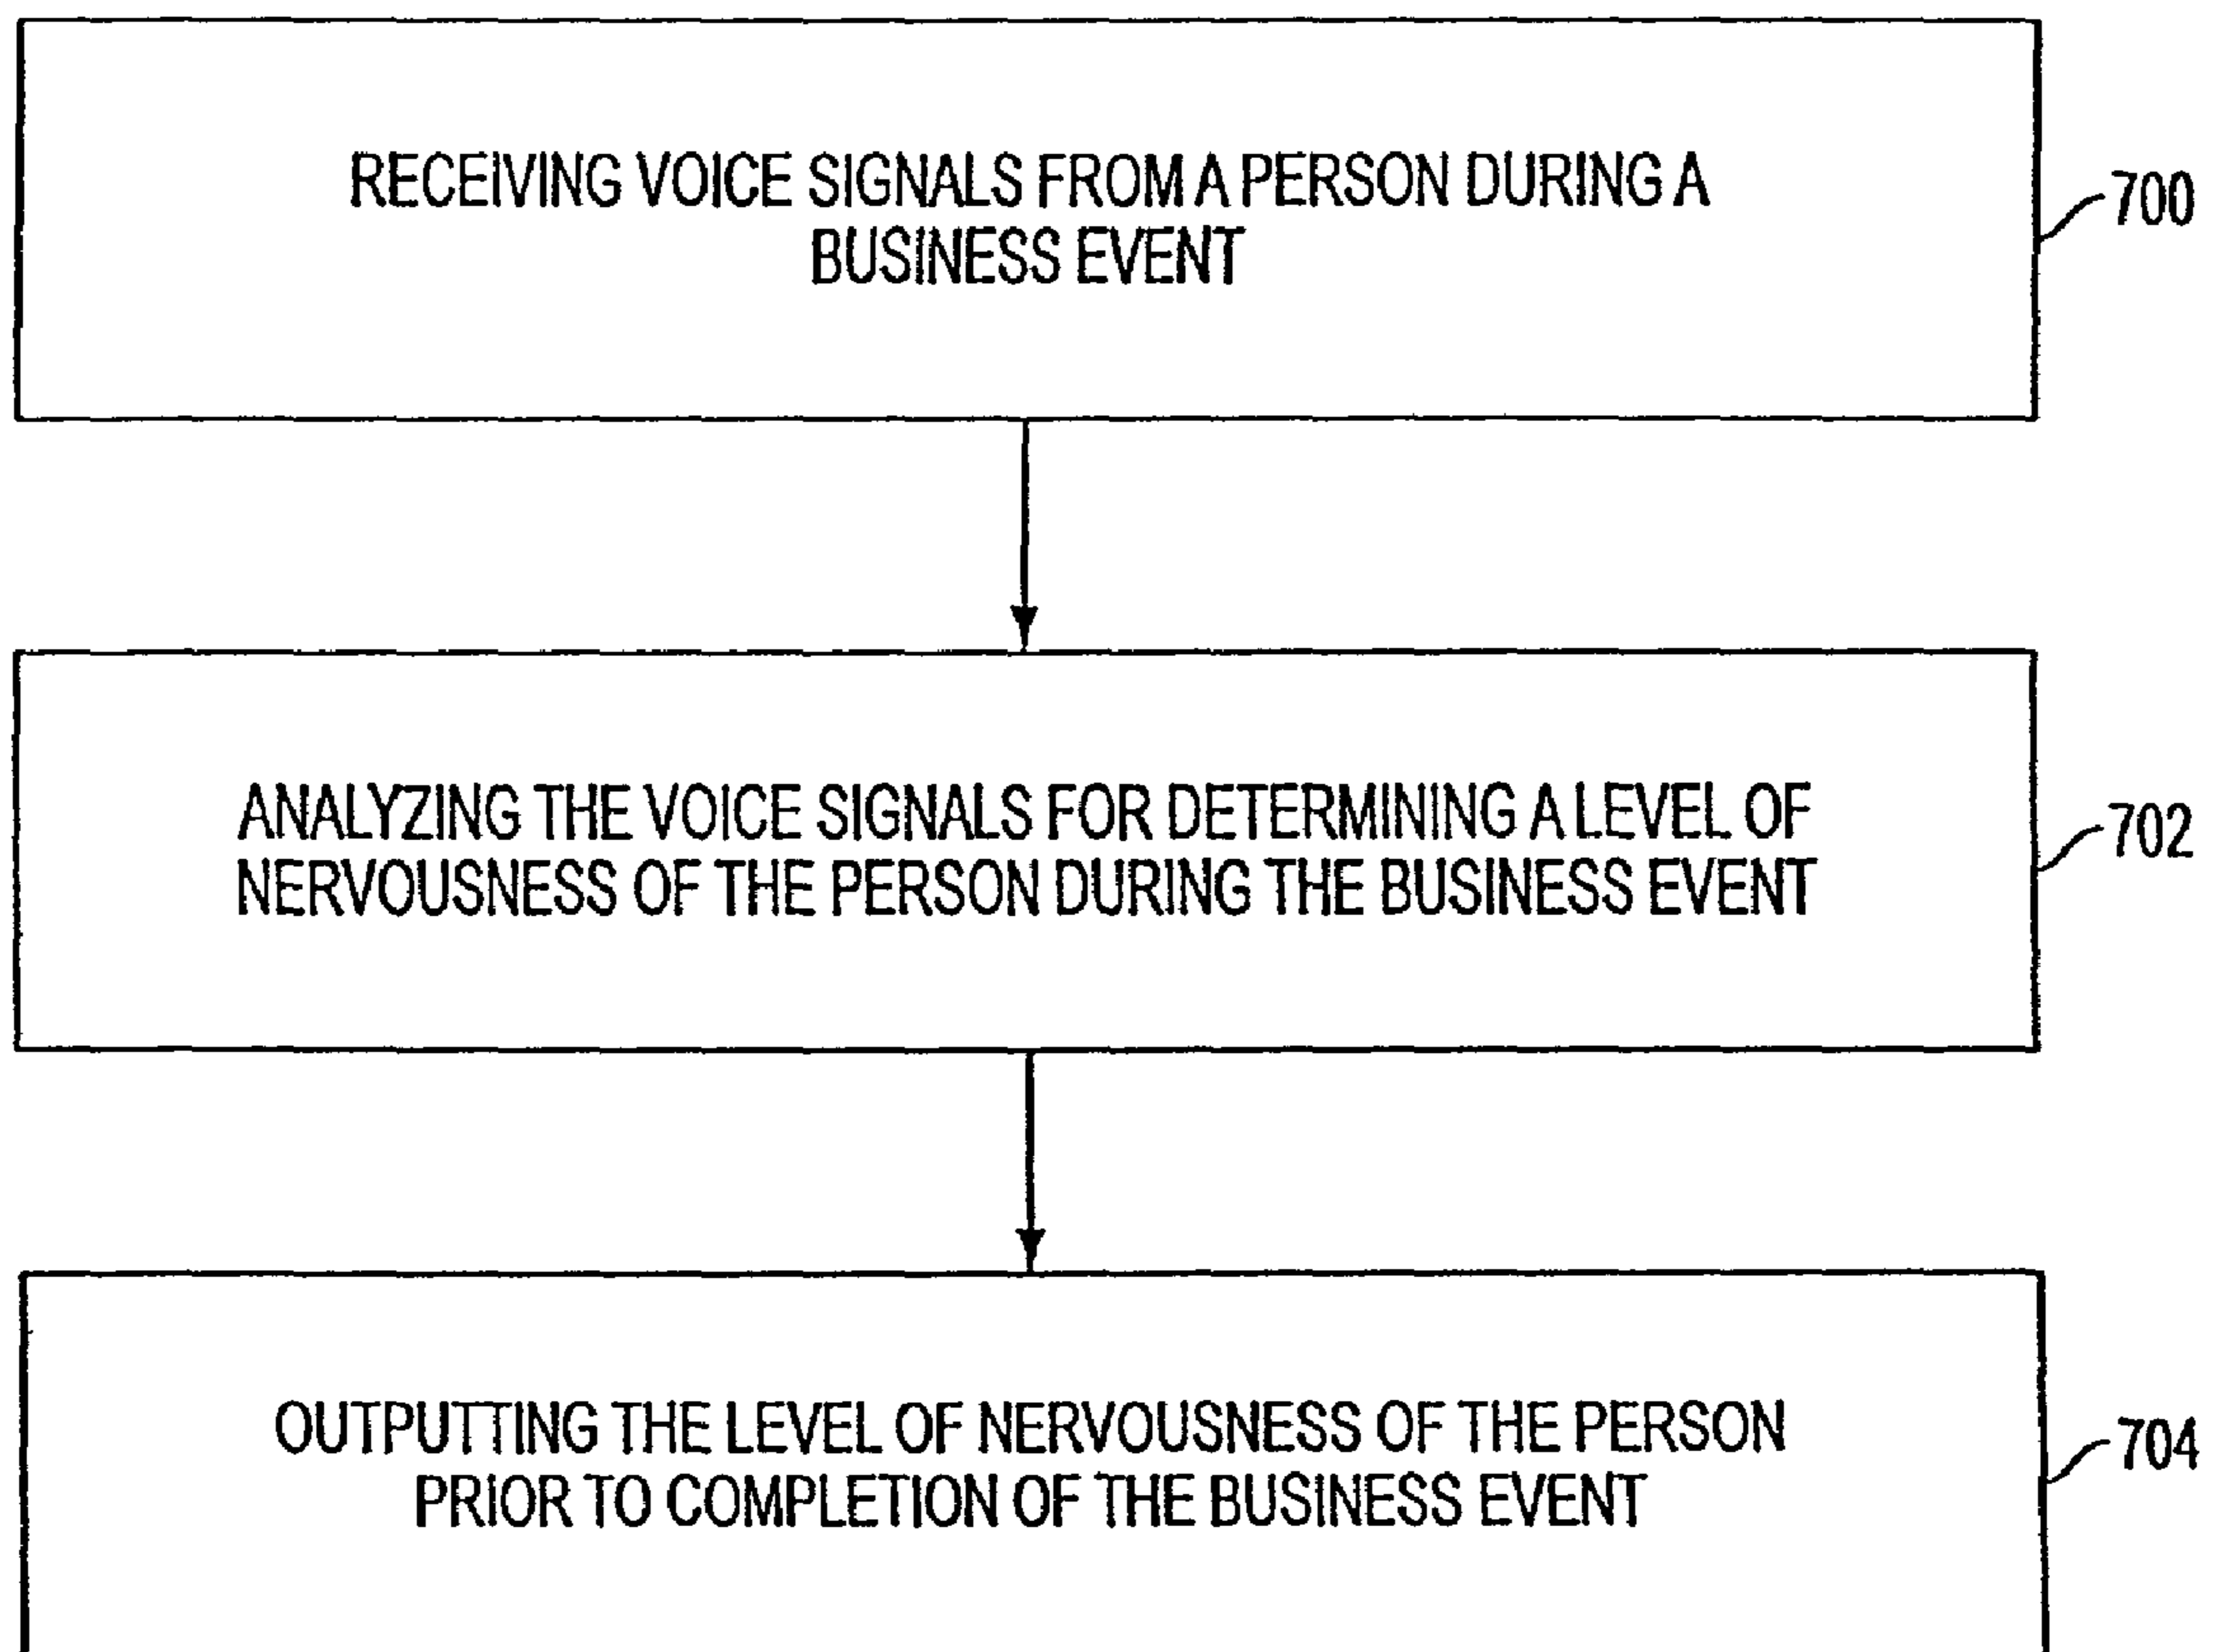 RECEIVING VOICE SIGNALS FROM A PERSON DURING A
BUSINESS EVENT
700
ANALYZING THE VOICE SIGNALS FOR DETERMINING A LEVEL OF
NERVOUSNESS OF THE PERSON DURING THE BUSINESS EVENT
702
OUTPUTTING THE LEVEL OF NERVOUSNESS OF THE PERSON
PRIOR TO COMPLETION OF THE BUSINESS EVENT
704